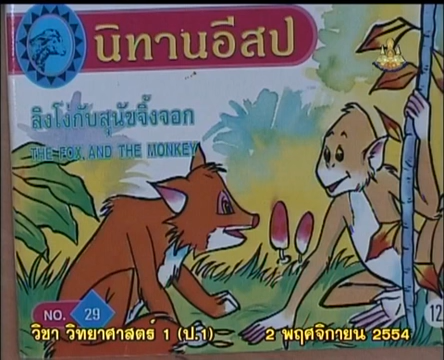 นิทานอีสป
ลิงโง่กับสุนัขจิ้งจอก
THE FOX AND THE MONKEY
NO. 29
12
วิชา วิทยาศาสตร์ 1 (ป.1) 2 พฤศจิกายน 2554